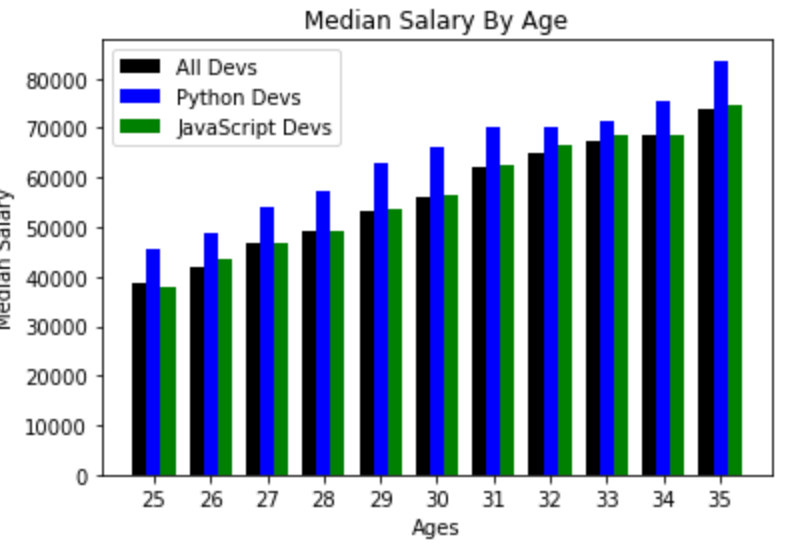 Median Salary By Age
All Devs
Python Devs
JavaScript Devs
80000
70000
60000
50000
40000
30000
20000
10000
0
Median Salary
25 26 27 28 29 30 31 32 33 34 35
Ages